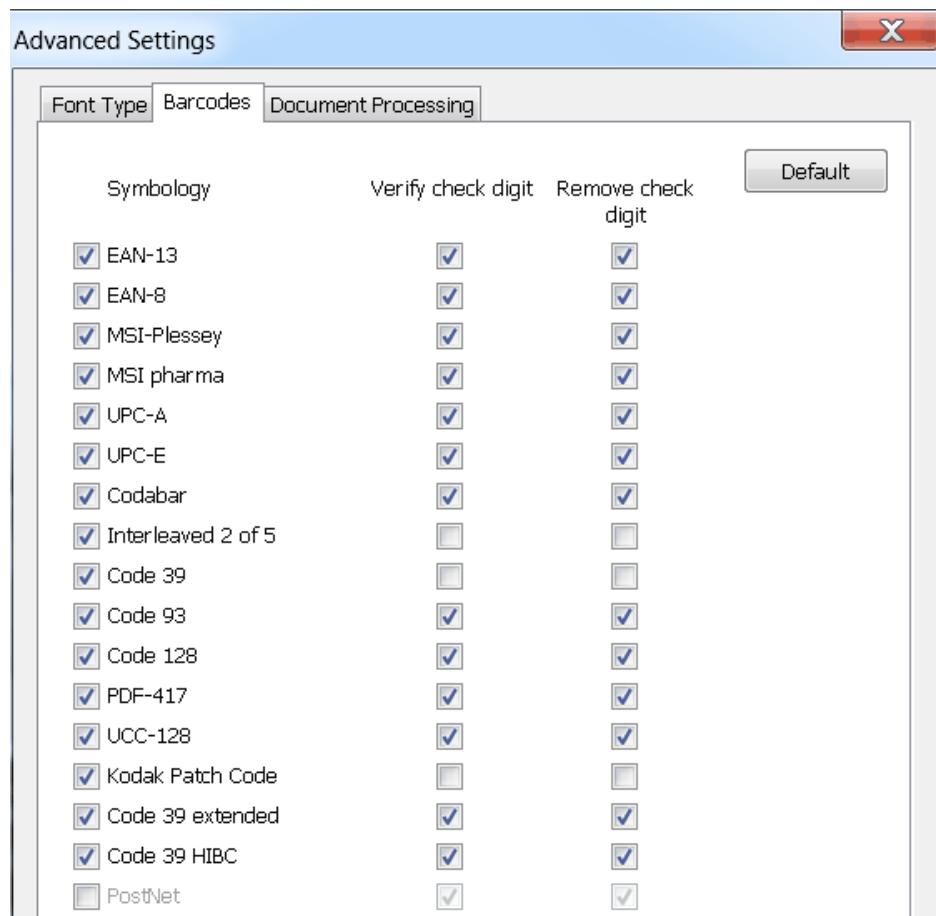 Advanced Settings
Font Type Barcodes Document Processing
Default
Symbology Verify check digit Remove check
digit
EAN-13
EAN-8
MSI-Plessey
MSI pharma
UPC-A
UPC-E
Codabar
Interleaved 2 of 5
Code 39
Code 93
Code 128
PDF-417
UCC-128
Kodak Patch Code
Code 39 extended
Code 39 HIBC
PostNet